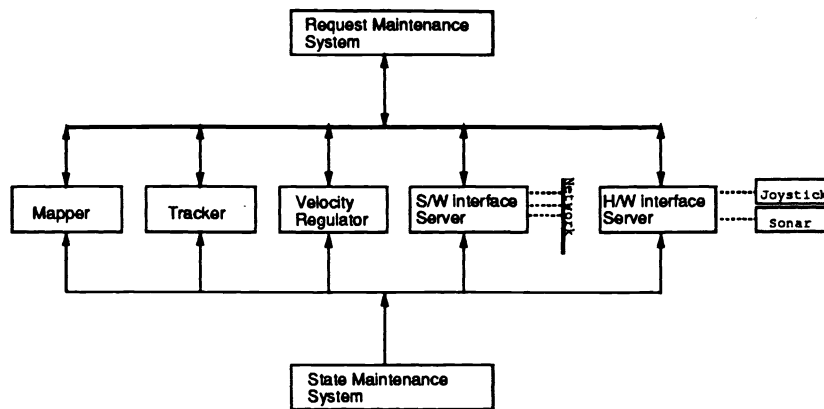 Request Maintenance
System
Mapper
Tracker
Velocity
Regulator
S/W Interface
Server
Network
H/W Interface
Server
Joystick
Sonar
State Maintenance
System